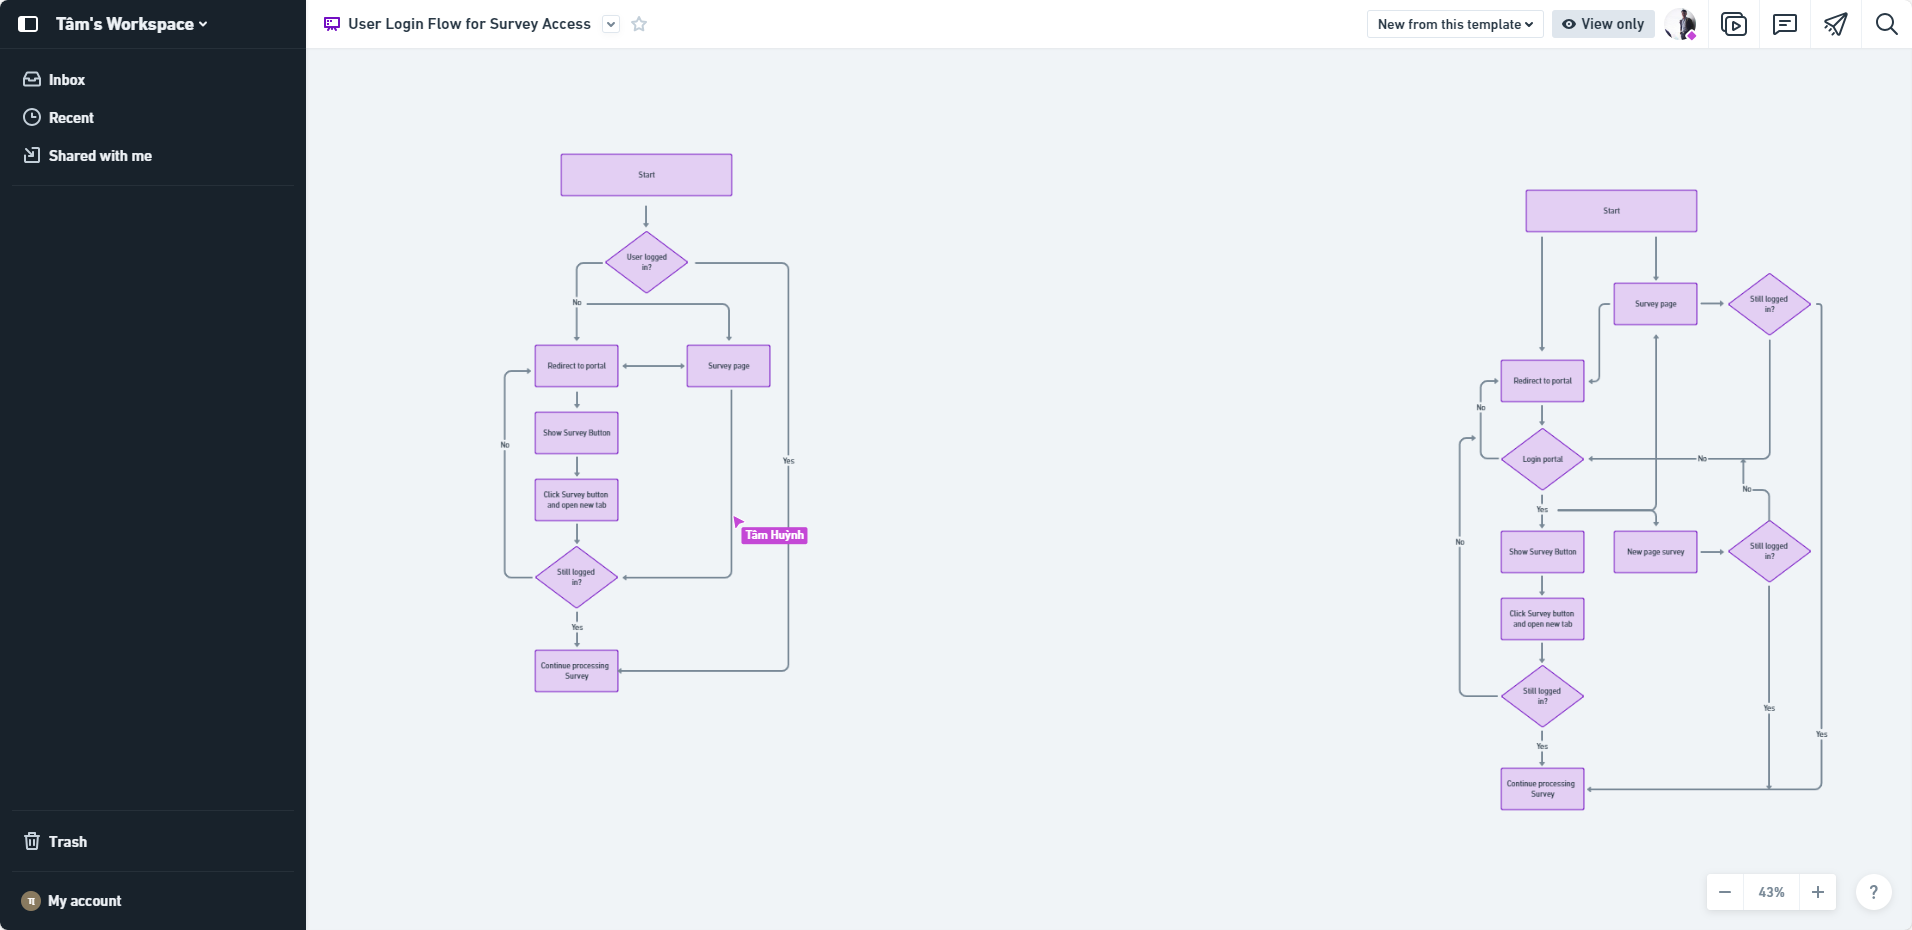 Tâm's Workspace
User Login Flow for Survey Access
New from this template
View only
Inbox
Recent
Shared with me
Trash
TI
My account
Start
User logged
in?
No
Redirect to portal
Survey page
Show Survey Button
No
Yes
Click Survey button
and open new tab
Tâm Huỳnh
Still logged
in?
Yes
Continue processing
Survey
Start
Survey page
Still logged
in?
Redirect to portal
No
Login portal
No
No
Yes
No
Show Survey Button
New page survey
Still logged
in?
Click Survey button
and open new tab
Still logged
in?
Yes
Yes
Yes
Continue processing
Survey
43%
?